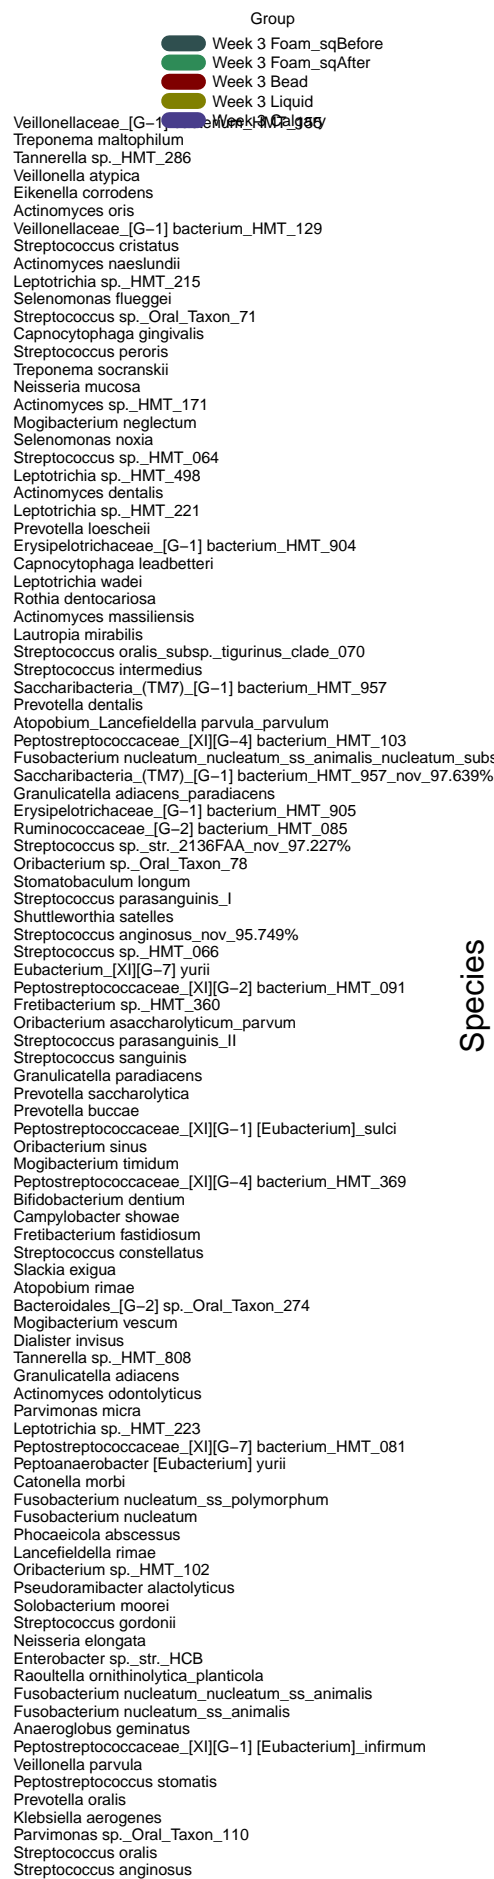 Group
Week 3 Foam_sqBefore
Week 3 Foam_sqAfter
Week 3 Bead
Week 3 Liquid
Week 3 Calgary
Veillonellaceae_[G−1] bacterium_HMT_155
Treponema maltophilum
Tannerella sp._HMT_286
Veillonella atypica
Eikenella corrodens
Actinomyces oris
Veillonellaceae_[G−1] bacterium_HMT_129
Streptococcus cristatus
Actinomyces naeslundii
Leptotrichia sp._HMT_215
Selenomonas flueggei
Streptococcus sp._Oral_Taxon_71
Capnocytophaga gingivalis
Streptococcus peroris
Treponema socranskii
Neisseria mucosa
Actinomyces sp._HMT_171
Mogibacterium neglectum
Selenomonas noxia
Streptococcus sp._HMT_064
Leptotrichia sp._HMT_498
Actinomyces dentalis
Leptotrichia sp._HMT_221
Prevotella loescheii
Erysipelotrichaceae_[G−1] bacterium_HMT_904
Capnocytophaga leadbetteri
Leptotrichia wadei
Rothia dentocariosa
Actinomyces massiliensis
Lautropia mirabilis
Streptococcus oralis_subsp._tigurinus_clade_070
Streptococcus intermedius
Saccharibacteria_(TM7)_[G−1] bacterium_HMT_957
Prevotella dentalis
Atopobium_Lancefieldella parvula_parvulum
Peptostreptococcaceae_[XI][G−4] bacterium_HMT_103
Fusobacterium nucleatum_nucleatum_ss_animalis_nucleatum_subs
Saccharibacteria_(TM7)_[G−1] bacterium_HMT_957_nov_97.639%
Granulicatella adiacens_paradiacens
Erysipelotrichaceae_[G−1] bacterium_HMT_905
Ruminococcaceae_[G−2] bacterium_HMT_085
Streptococcus sp._str._2136FAA_nov_97.227%
Oribacterium sp._Oral_Taxon_78
Stomatobaculum longum
Streptococcus parasanguinis_I
Shuttleworthia satelles
Streptococcus anginosus_nov_95.749%
Streptococcus sp._HMT_066
Eubacterium_[XI][G−7] yurii
Peptostreptococcaceae_[XI][G−2] bacterium_HMT_091
Fretibacterium sp._HMT_360
Oribacterium asaccharolyticum_parvum
Streptococcus parasanguinis_II
Streptococcus sanguinis
Granulicatella paradiacens
Prevotella saccharolytica
Prevotella buccae
Peptostreptococcaceae_[XI][G−1] [Eubacterium]_sulci
Oribacterium sinus
Mogibacterium timidum
Peptostreptococcaceae_[XI][G−4] bacterium_HMT_369
Bifidobacterium dentium
Campylobacter showae
Fretibacterium fastidiosum
Streptococcus constellatus
Slackia exigua
Atopobium rimae
Bacteroidales_[G−2] sp._Oral_Taxon_274
Mogibacterium vescum
Dialister invisus
Tannerella sp._HMT_808
Granulicatella adiacens
Actinomyces odontolyticus
Parvimonas micra
Leptotrichia sp._HMT_223
Peptostreptococcaceae_[XI][G−7] bacterium_HMT_081
Peptoanaerobacter [Eubacterium] yurii
Catonella morbi
Fusobacterium nucleatum_ss_polymorphum
Fusobacterium nucleatum
Phocaeicola abscessus
Lancefieldella rimae
Oribacterium sp._HMT_102
Pseudoramibacter alactolyticus
Solobacterium moorei
Streptococcus gordonii
Neisseria elongata
Enterobacter sp._str._HCB
Raoultella ornithinolytica_planticola
Fusobacterium nucleatum_nucleatum_ss_animalis
Fusobacterium nucleatum_ss_animalis
Anaeroglobus geminatus
Peptostreptococcaceae_[XI][G−1] [Eubacterium]_infirmum
Veillonella parvula
Peptostreptococcus stomatis
Prevotella oralis
Klebsiella aerogenes
Parvimonas sp._Oral_Taxon_110
Streptococcus oralis
Streptococcus anginosus
Species